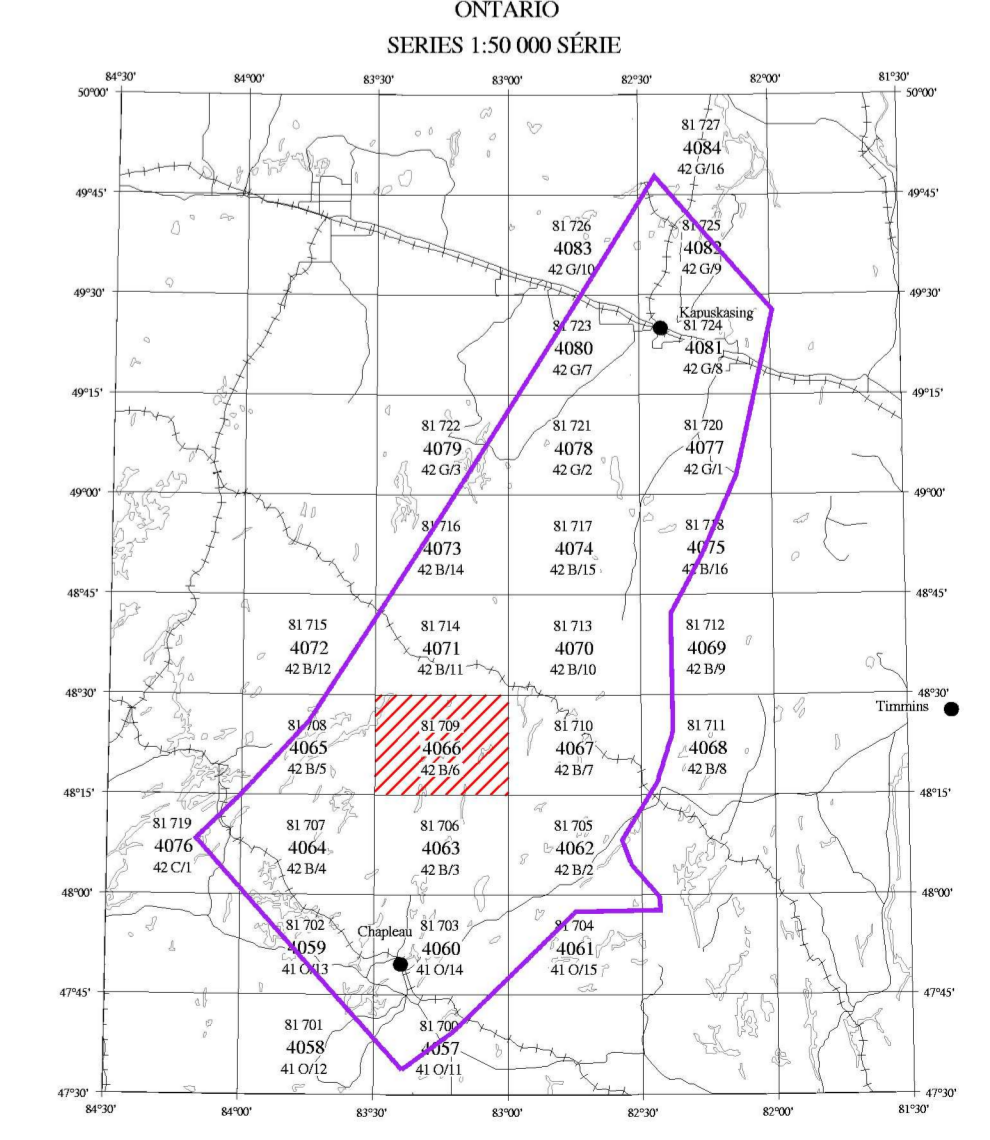 ONTARIO
SERIES 1:50 000 SÉRIE
84°30' 84°00' 83°30' 83°00' 82°30' 82°00' 81°30'
50°00' 50°00'
81 727
4084
42 G/16
49°45' 49°45'
81 726 81 725
4083 4082
42 G/10 42 G/9
49°30' 49°30'
Kapuskasing
81 723 81 724
4080 4081
42 G/7 42 G/8
49°15' 49°15'
81 722 81 721 81 720
4079 4078 4077
42 G/3 42 G/2 42 G/1
49°00' 49°00'
81 716 81 717 81 718
4073 4074 4075
42 B/14 42 B/15 42 B/16
48°45' 48°45'
81 715 81 714 81 713 81 712
4072 4071 4070 4069
42 B/12 42 B/11 42 B/10 42 B/9
48°30' 48°30'
Timmins
81 708 81 709 81 710 81 711
4065 4066 4067 4068
42 B/5 42 B/6 42 B/7 42 B/8
48°15' 48°15'
81 719 81 707 81 706 81 705
4076 4064 4063 4062
42 C/1 42 B/4 42 B/3 42 B/2
48°00' 48°00'
81 702 81 703 81 704
Chapleau
4059 4060 4061
41 O/13 41 O/14 41 O/15
47°45' 47°45'
81 701 81 700
4058 4057
41 O/12 41 O/11
47°30' 47°30'
84°30' 84°00' 83°30' 83°00' 82°30' 82°00' 81°30'